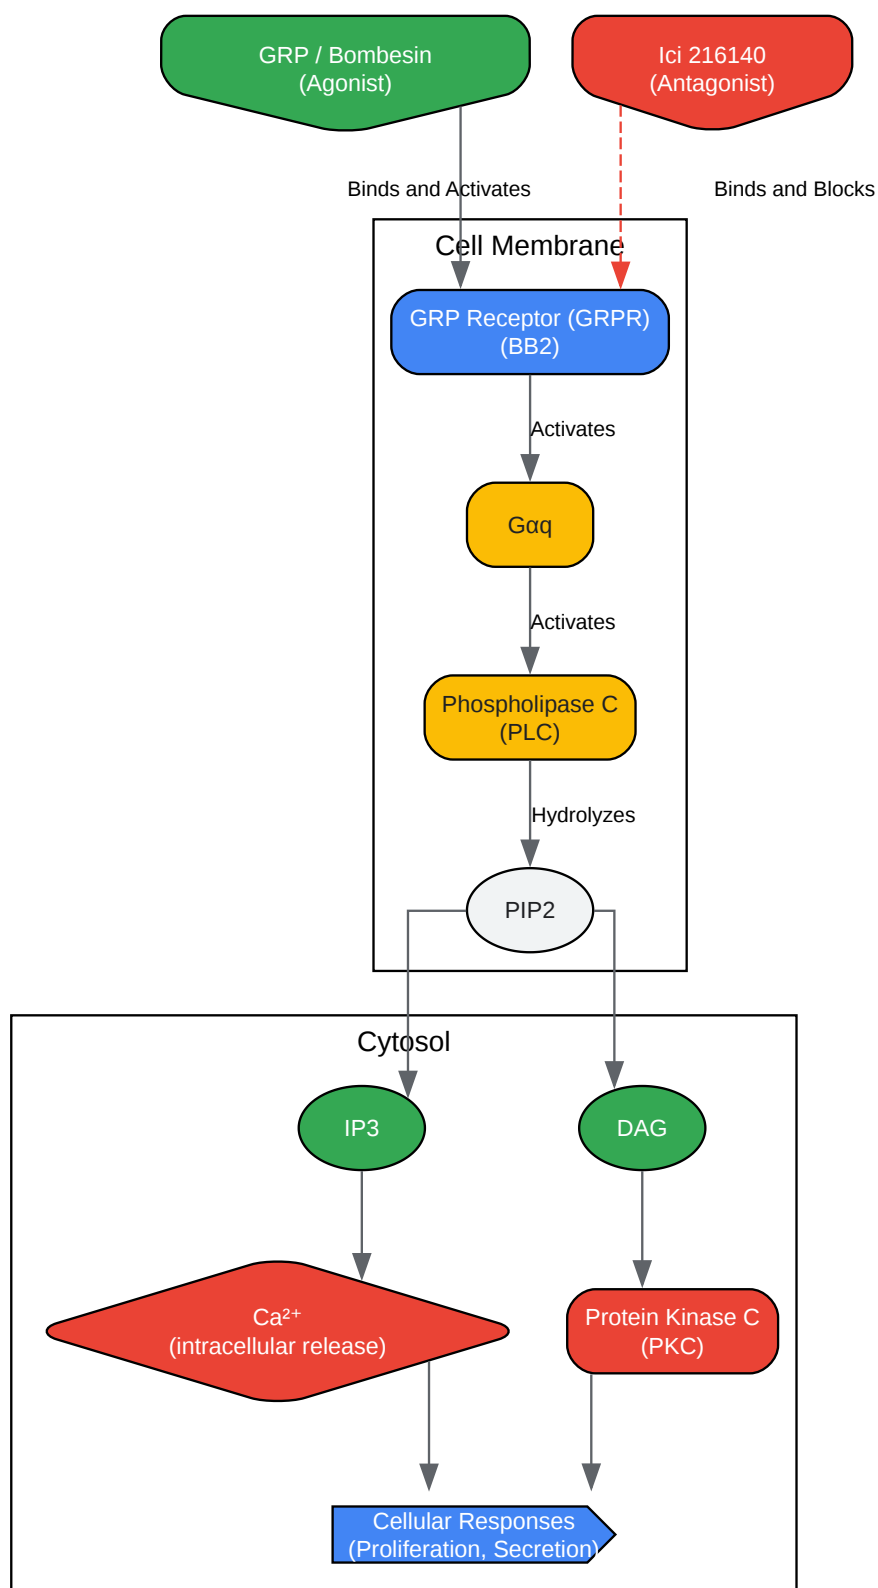 GRP / Bombesin
(Agonist)
Ici 216140
(Antagonist)
Binds and Activates
Binds and Blocks
Cell Membrane
GRP Receptor (GRPR)
(BB2)
Activates
Gαq
Activates
Phospholipase C
(PLC)
Hydrolyzes
PIP2
Cytosol
IP3
DAG
Ca²⁺
(intracellular release)
Protein Kinase C
(PKC)
Cellular Responses
(Proliferation, Secretion)